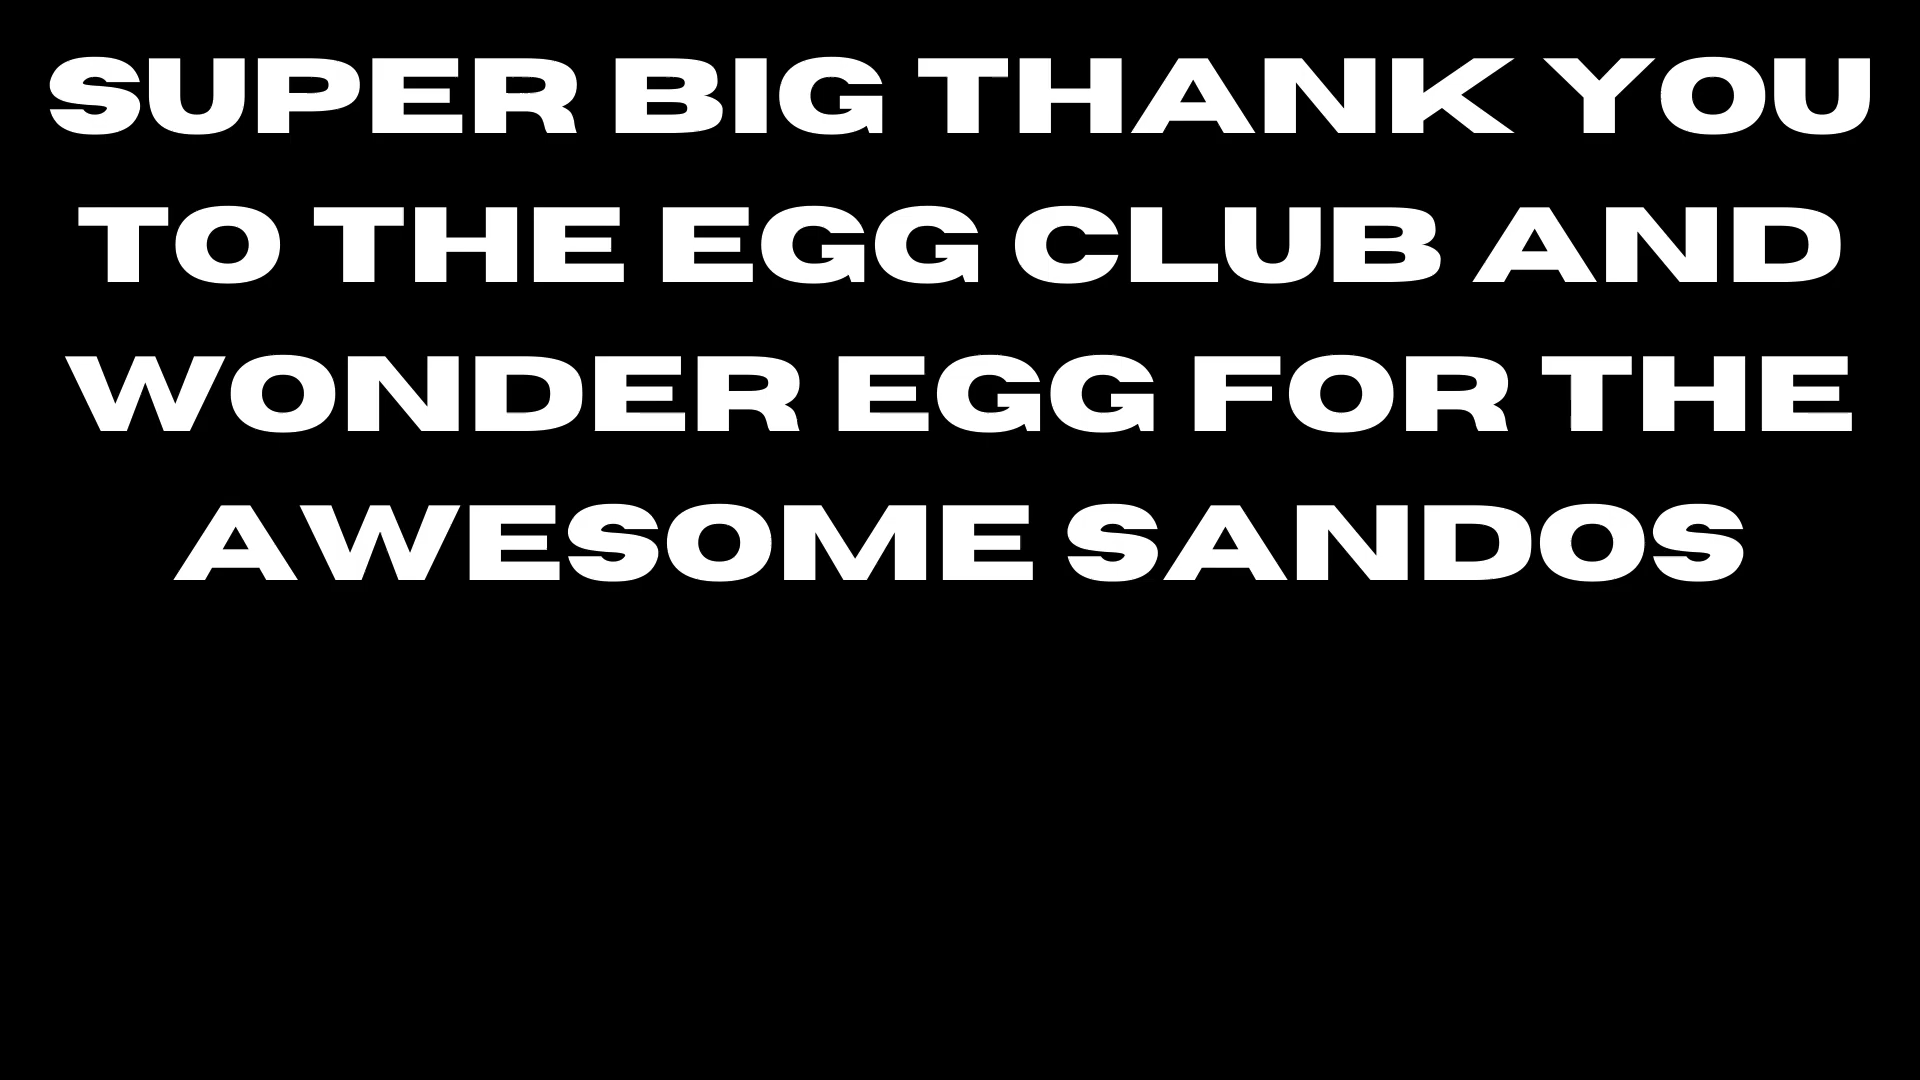 SUPER BIG THANK YOU
TO THE EGG CLUB AND
WONDER EGG FOR THE
AWESOME SANDOS